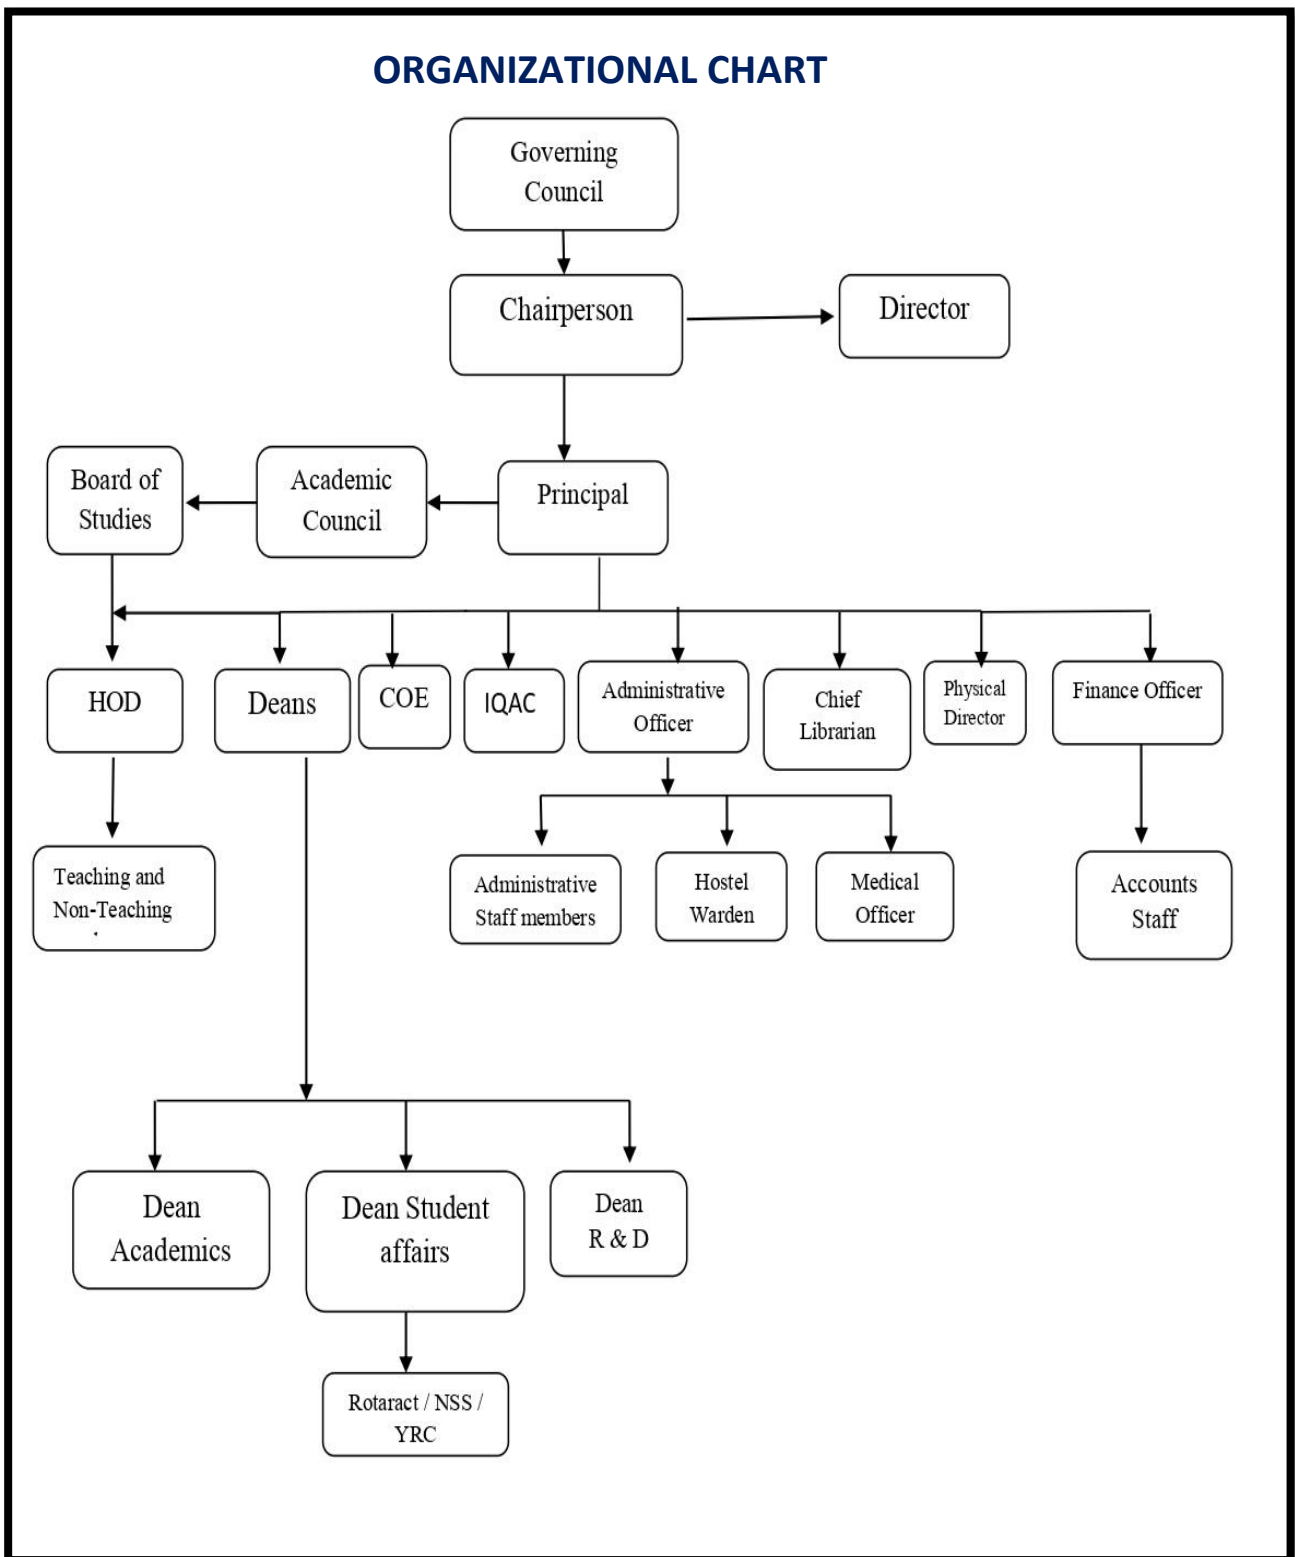 ORGANIZATIONAL CHART
Governing
Council
Chairperson
Director
Board of
Studies
Academic
Council
Principal
HOD
Deans
COE
IQAC
Administrative
Officer
Chief
Librarian
Physical
Director
Finance Officer
Teaching and
Non-Teaching
Administrative
Staff members
Hostel
Warden
Medical
Officer
Accounts
Staff
Dean
Academics
Dean Student
affairs
Dean
R & D
Rotaract / NSS /
YRC